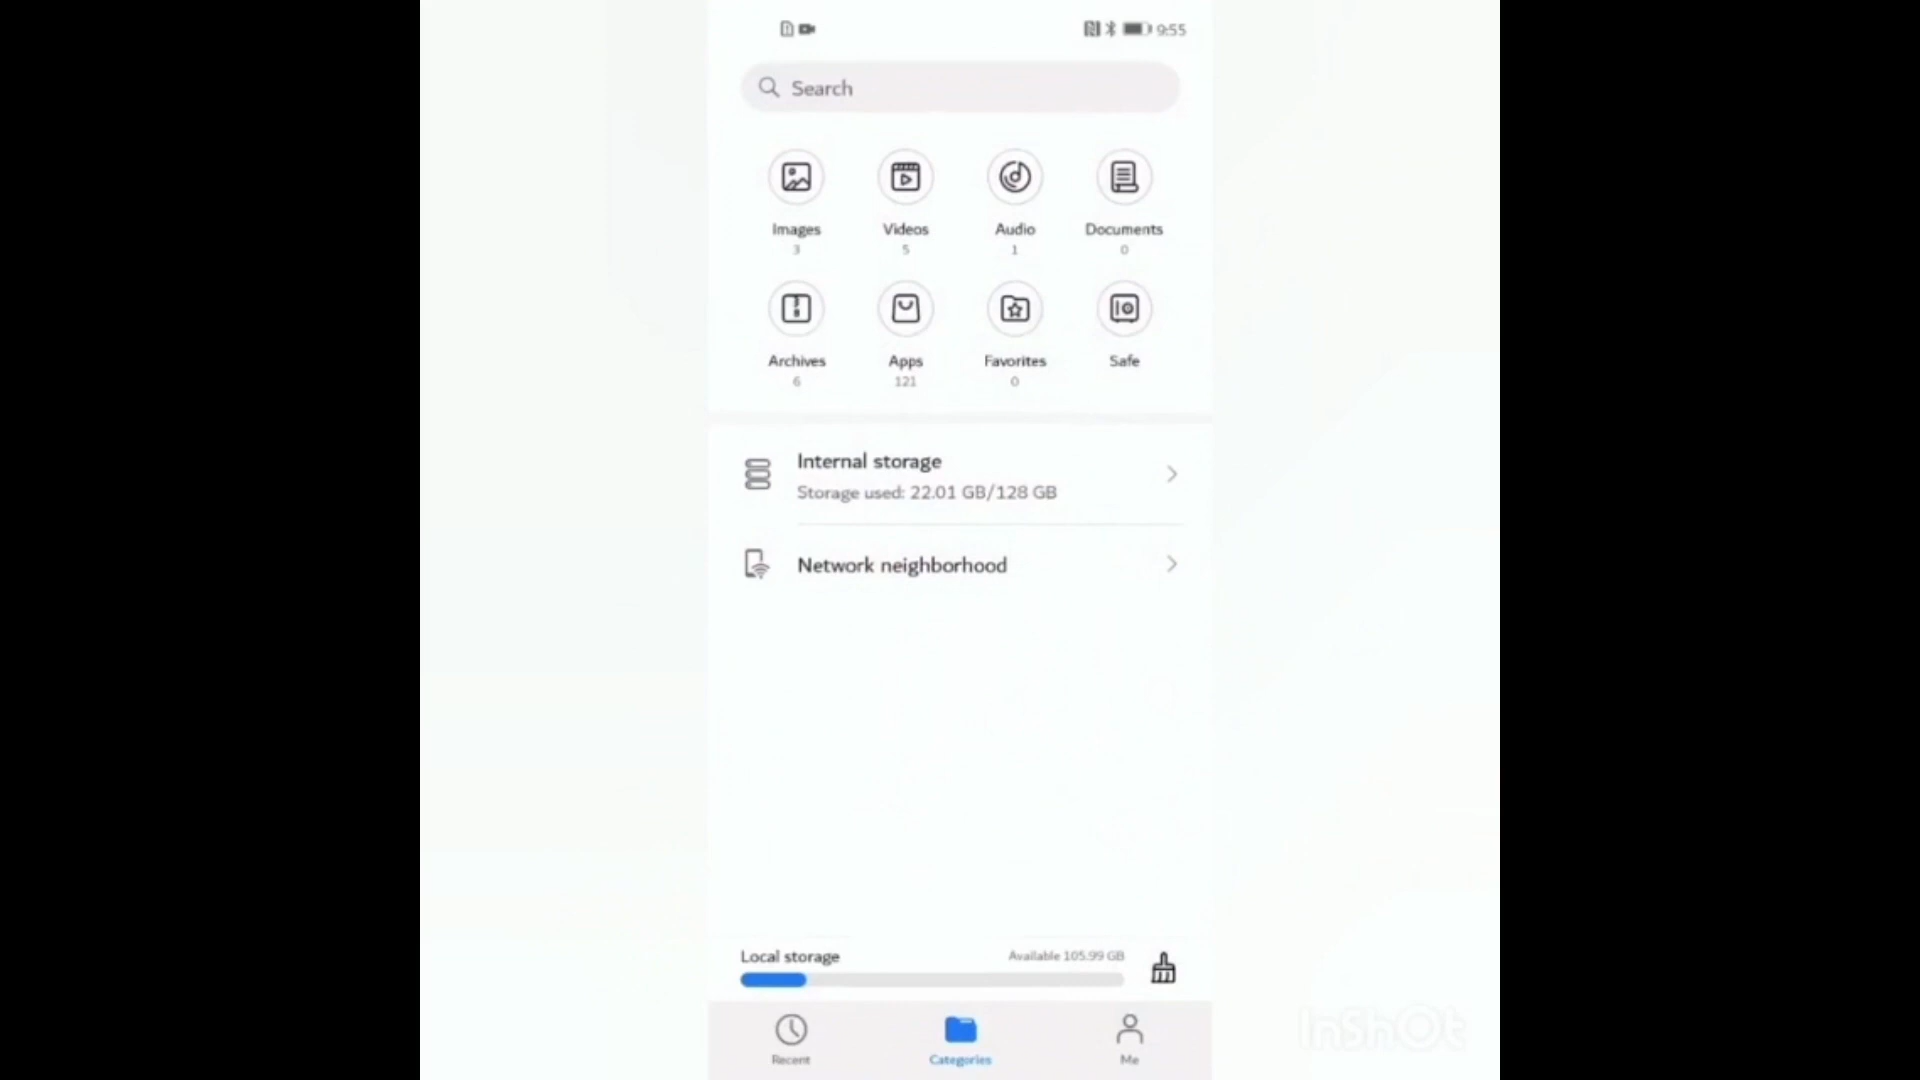 9:55
Search
Images
Videos
Audio
Documents
3
5
1
0
Archives
Apps
Favorites
Safe
6
121
0
Internal storage
Storage used: 22.01 GB/128 GB
Network neighborhood
Local storage
Available 105.99 GB
Recent
Categories
Me
InShOt